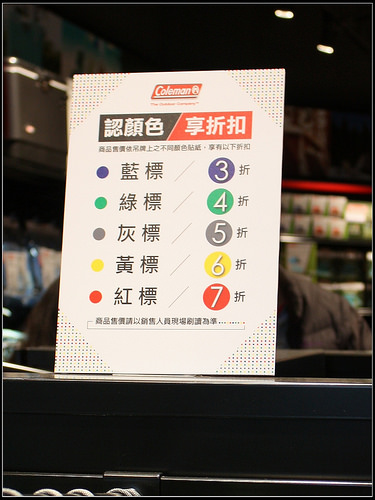 Coleman
The Outdoor Company™
認顏色 享折扣
商品售價依吊牌上之不同顏色貼紙，享有以下折扣
藍標 / 3折
綠標 / 4折
灰標 / 5折
黃標 / 6折
紅標 / 7折
商品售價請以銷售人員現場刷讀為準……